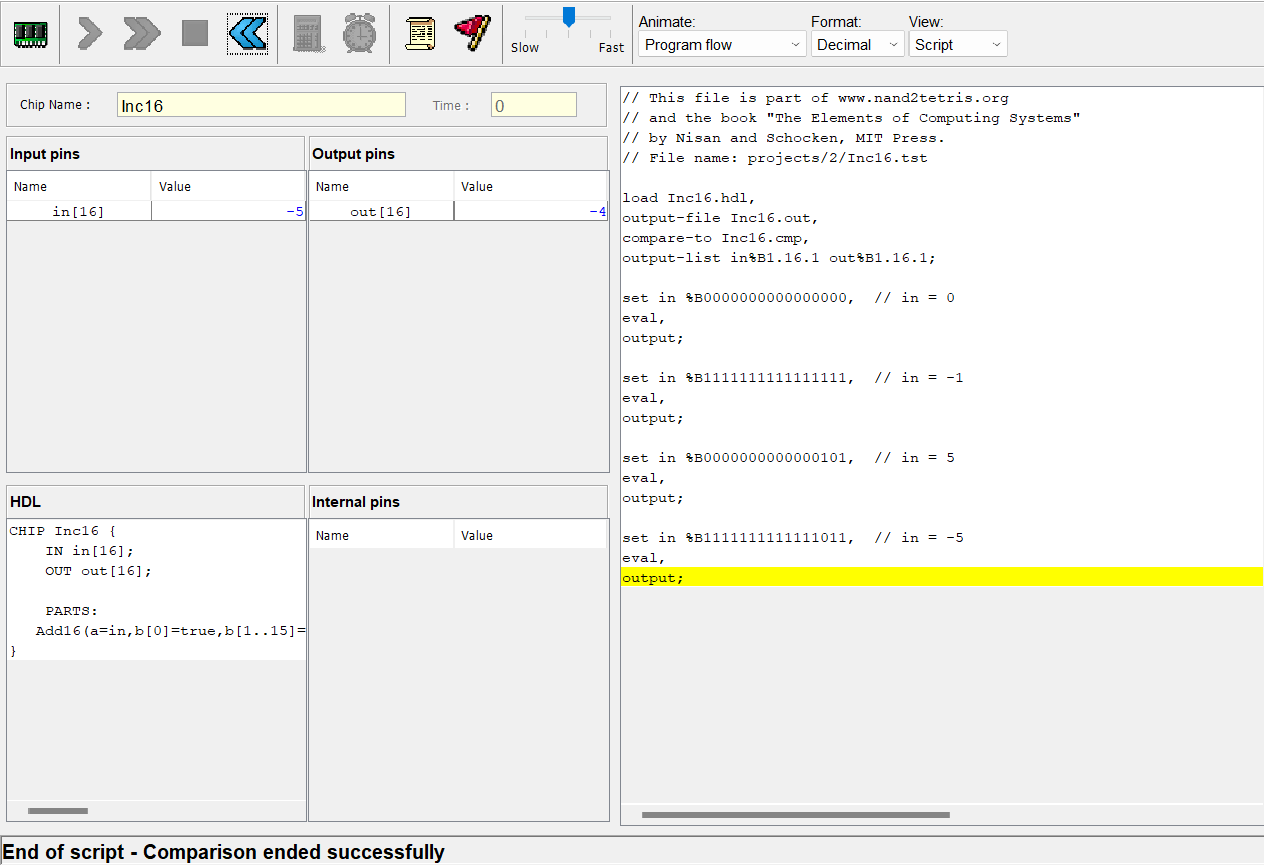 Slow Fast
Animate: Format: View:
Program flow Decimal Script
Chip Name : Inc16 Time : 0
Input pins
Name Value
in[16] -5
Output pins
Name Value
out[16] -4
HDL
CHIP Inc16 {
IN in[16];
OUT out[16];
PARTS:
Add16(a=in,b[0]=true,b[1..15]=
}
Internal pins
Name Value
// This file is part of www.nand2tetris.org
// and the book "The Elements of Computing Systems"
// by Nisan and Schocken, MIT Press.
// File name: projects/2/Inc16.tst
load Inc16.hdl,
output-file Inc16.out,
compare-to Inc16.cmp,
output-list in%B1.16.1 out%B1.16.1;
set in %B0000000000000000,  // in = 0
eval,
output;
set in %B1111111111111111,  // in = -1
eval,
output;
set in %B0000000000000101,  // in = 5
eval,
output;
set in %B1111111111111011,  // in = -5
eval,
output;
End of script - Comparison ended successfully